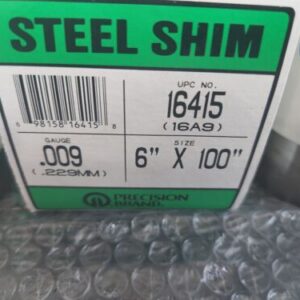 STEEL SHIM
UPC NO.
16415
(16A9)
6 98158 16415 8
GAUGE
.009
(.229MM)
SIZE
6" X 100"
PRECISION
BRAND®